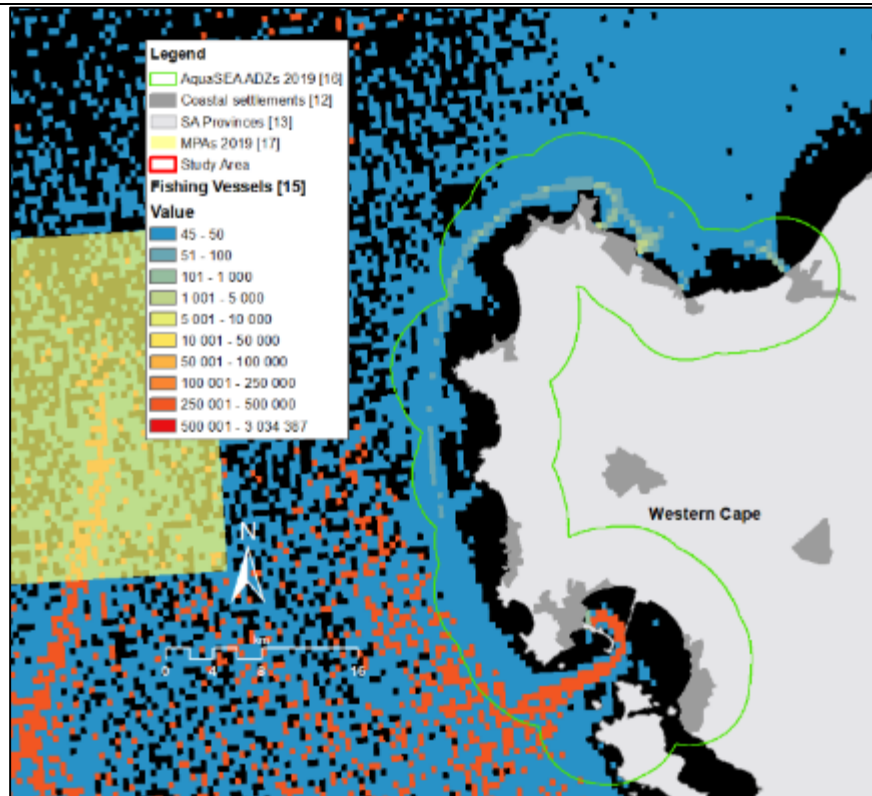 Legend
AquaSEA ADZs 2019 [16]
Coastal settlements [12]
SA Provinces [13]
MPAs 2019 [17]
Study Area
Fishing Vessels [15]
Value
45 - 50
51 - 100
101 - 1 000
1 001 - 5 000
5 001 - 10 000
10 001 - 50 000
50 001 - 100 000
100 001 - 250 000
250 001 - 500 000
500 001 - 3 034 387
Western Cape
N
km
0 4 8 16